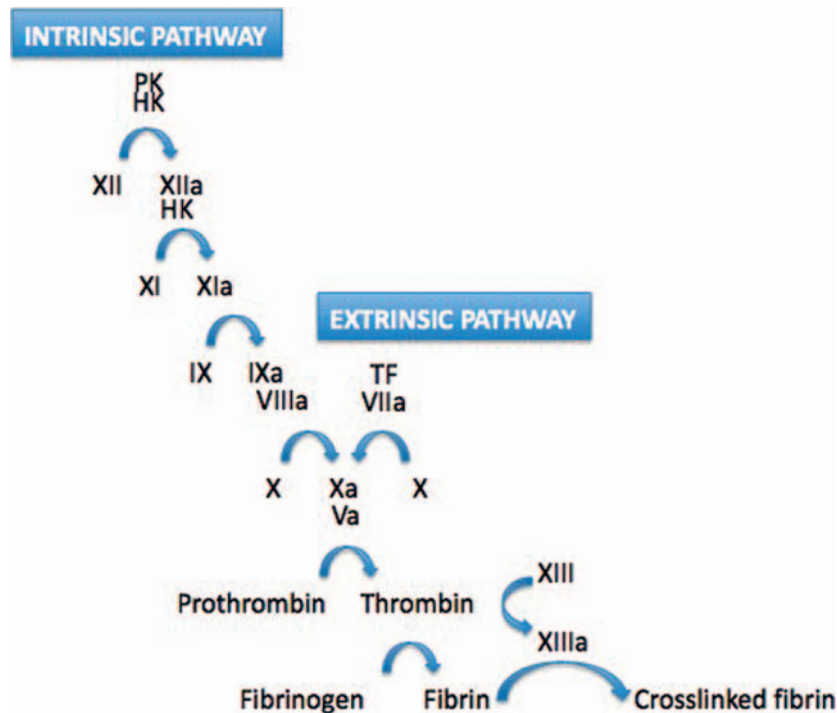 INTRINSIC PATHWAY
PK
HK
XII XIIa
HK
XI XIa
EXTRINSIC PATHWAY
IX IXa TF
VIIIa VIIa
X Xa X
Va
XIII
Prothrombin Thrombin
XIIIa
Fibrinogen Fibrin Crosslinked fibrin